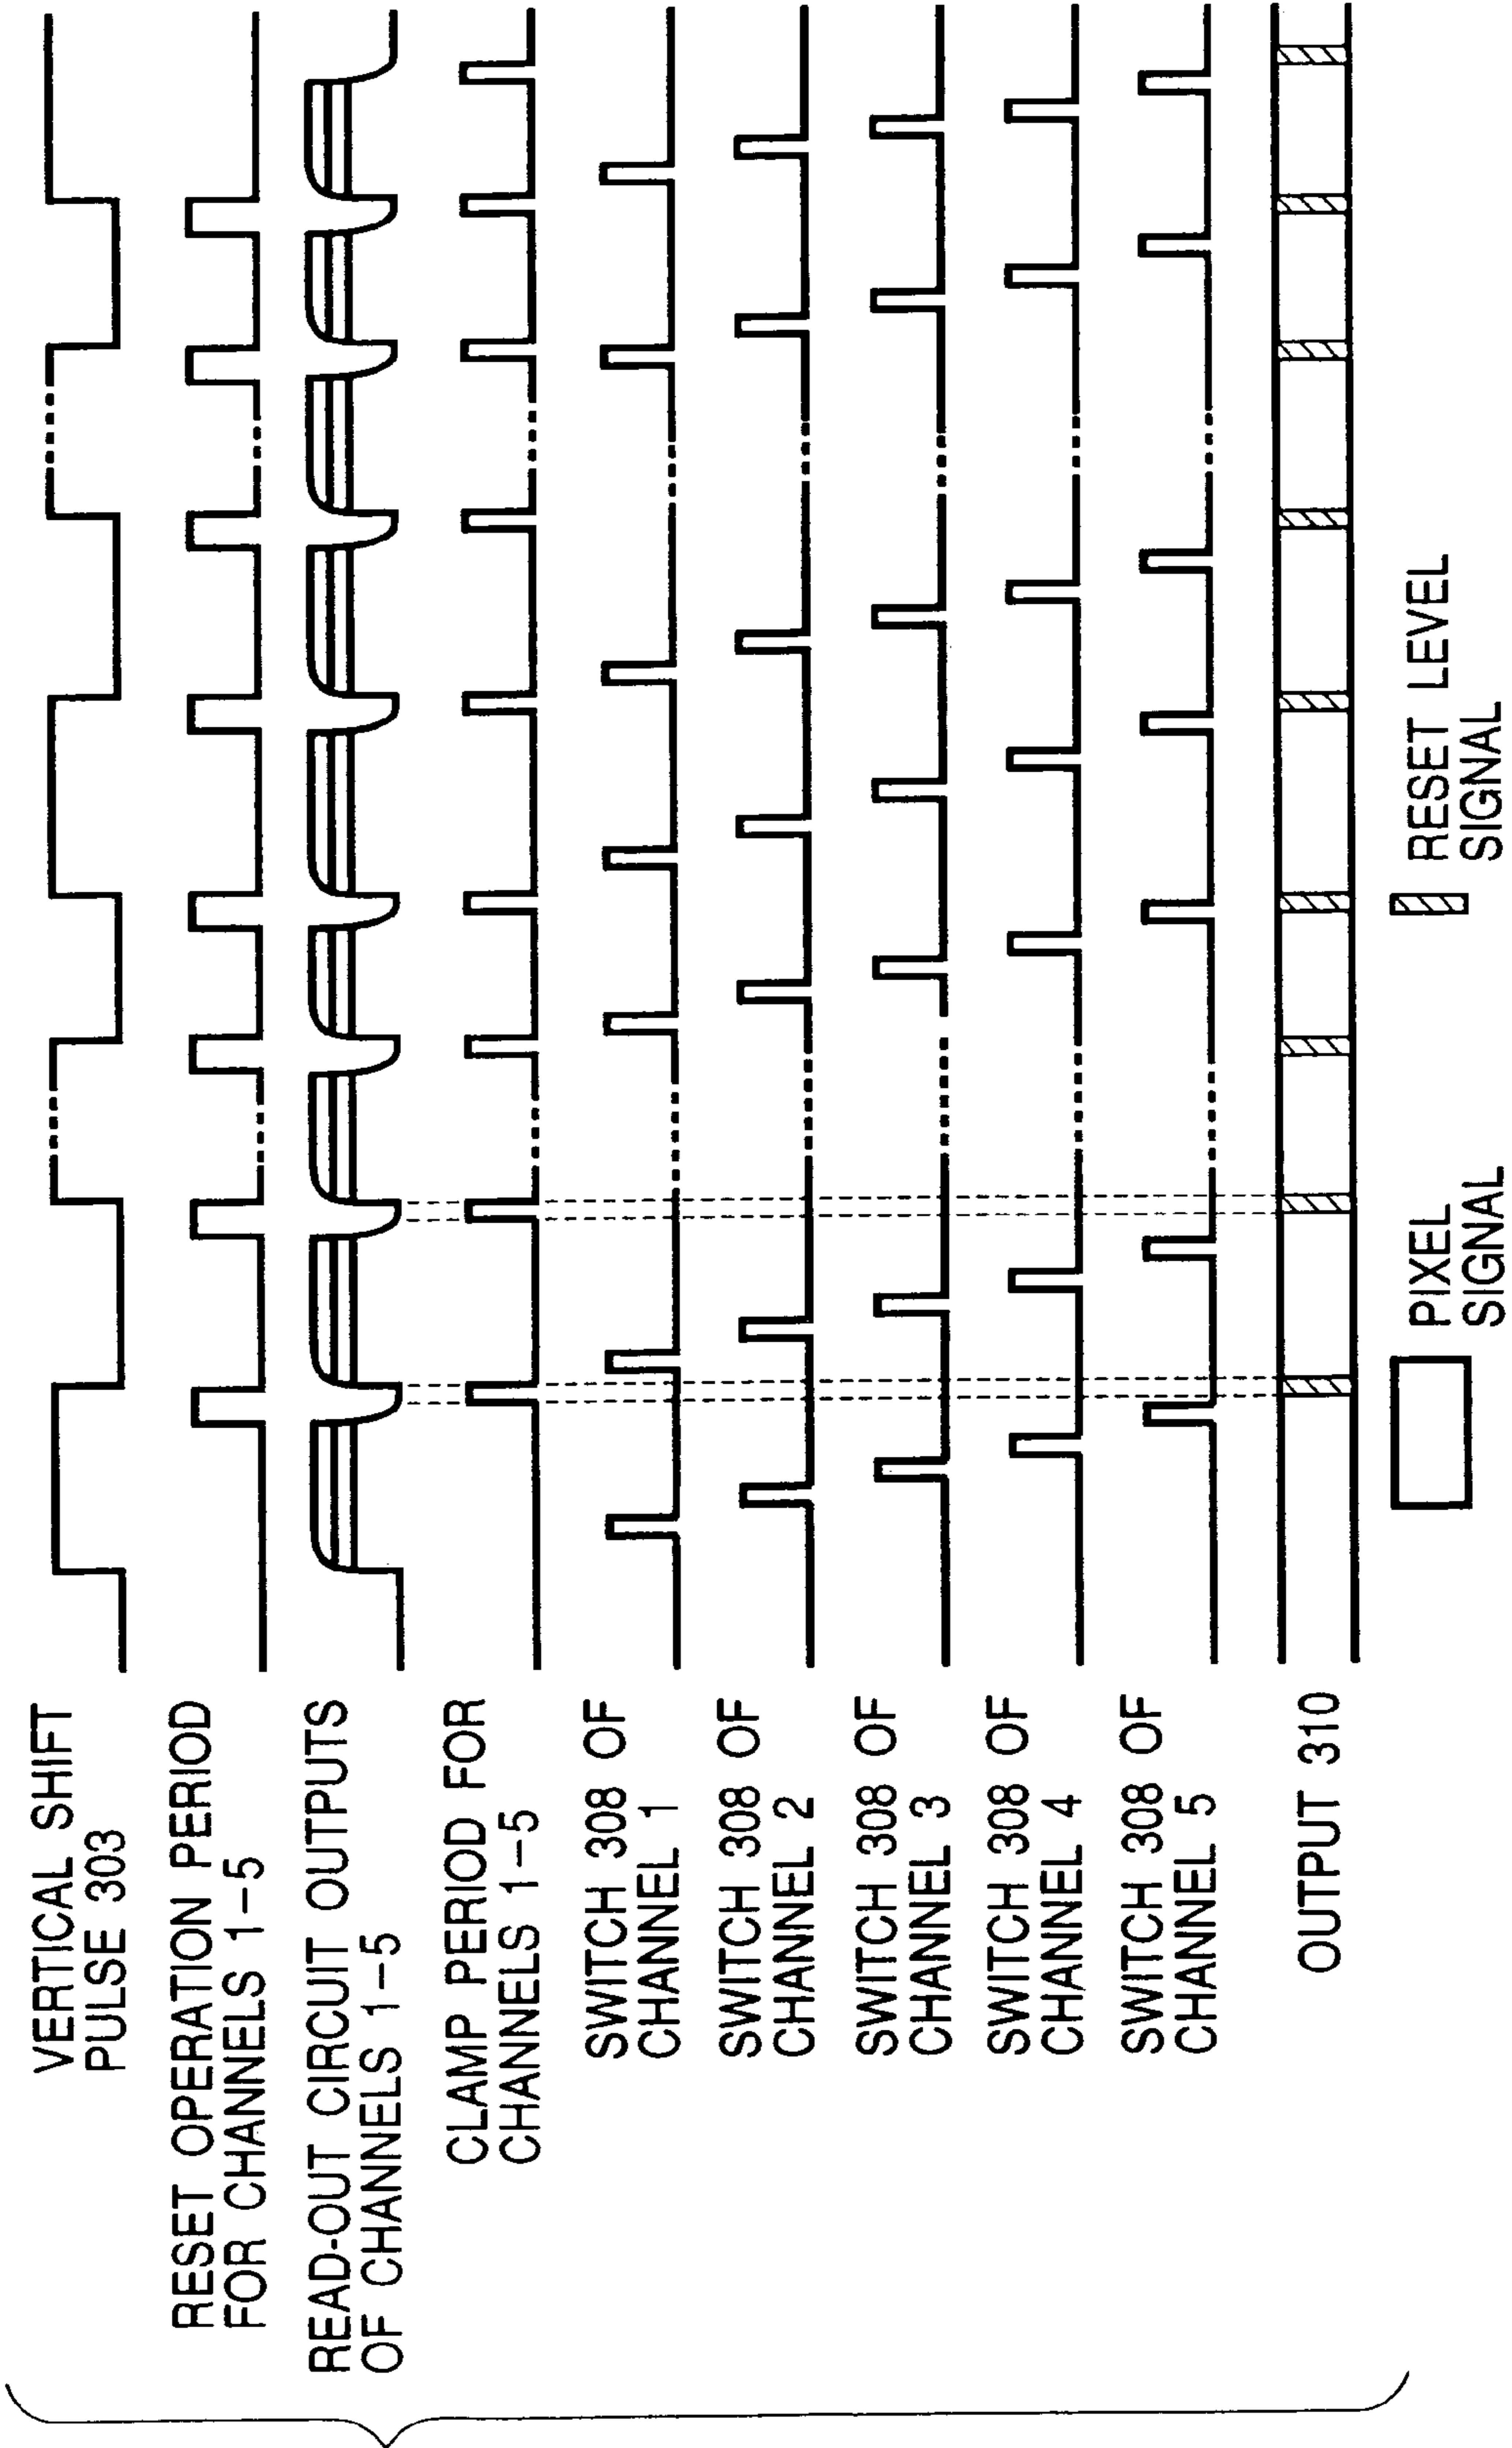 VERTICAL SHIFT
PULSE 303
RESET OPERATION PERIOD
FOR CHANNELS 1-5
READ-OUT CIRCUIT OUTPUTS
OF CHANNELS 1-5
CLAMP PERIOD FOR
CHANNELS 1-5
SWITCH 308 OF
CHANNEL 1
SWITCH 308 OF
CHANNEL 2
SWITCH 308 OF
CHANNEL 3
SWITCH 308 OF
CHANNEL 4
SWITCH 308 OF
CHANNEL 5
OUTPUT 310
PIXEL
SIGNAL
RESET LEVEL
SIGNAL